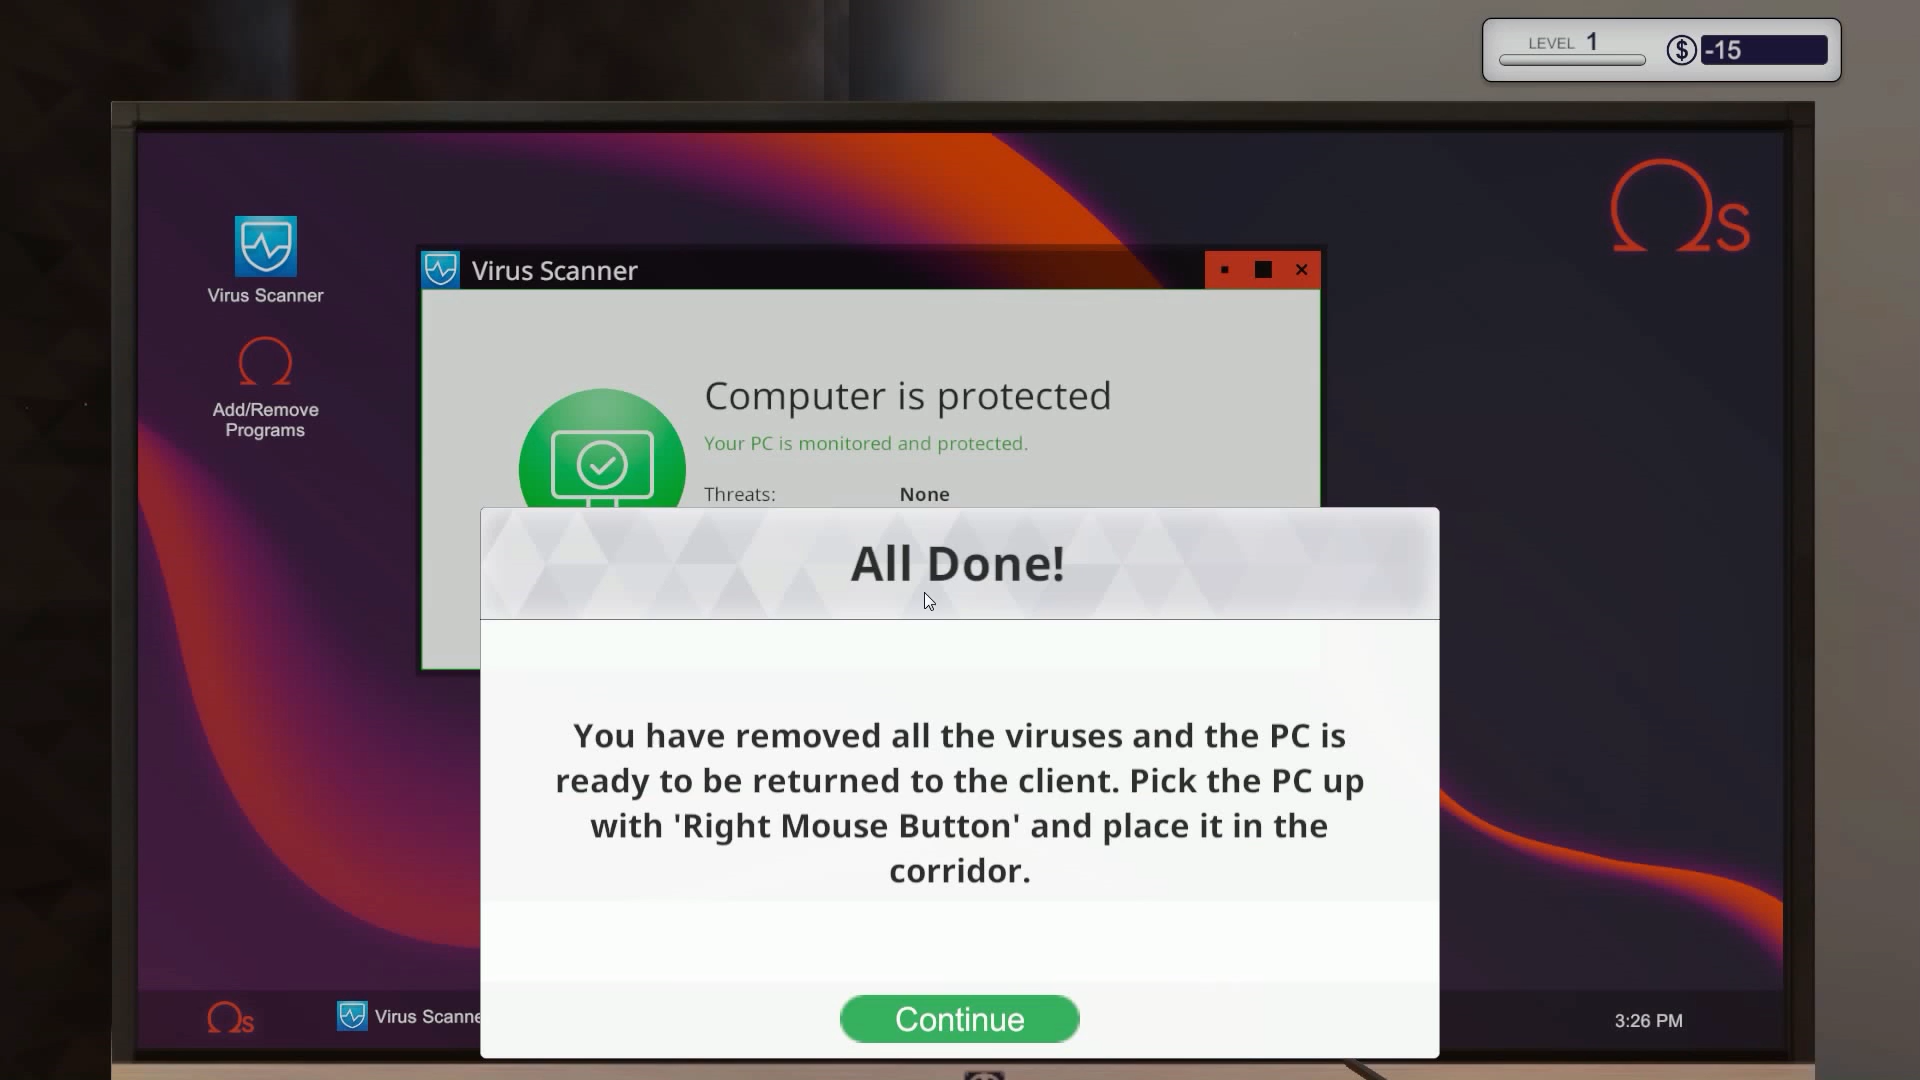 LEVEL 1
$ -15
Ωs
Virus Scanner
Add/Remove
Programs
Virus Scanner
Computer is protected
Your PC is monitored and protected.
Threats: None
All Done!
You have removed all the viruses and the PC is
ready to be returned to the client. Pick the PC up
with 'Right Mouse Button' and place it in the
corridor.
Continue
Ωs
Virus Scanne
3:26 PM